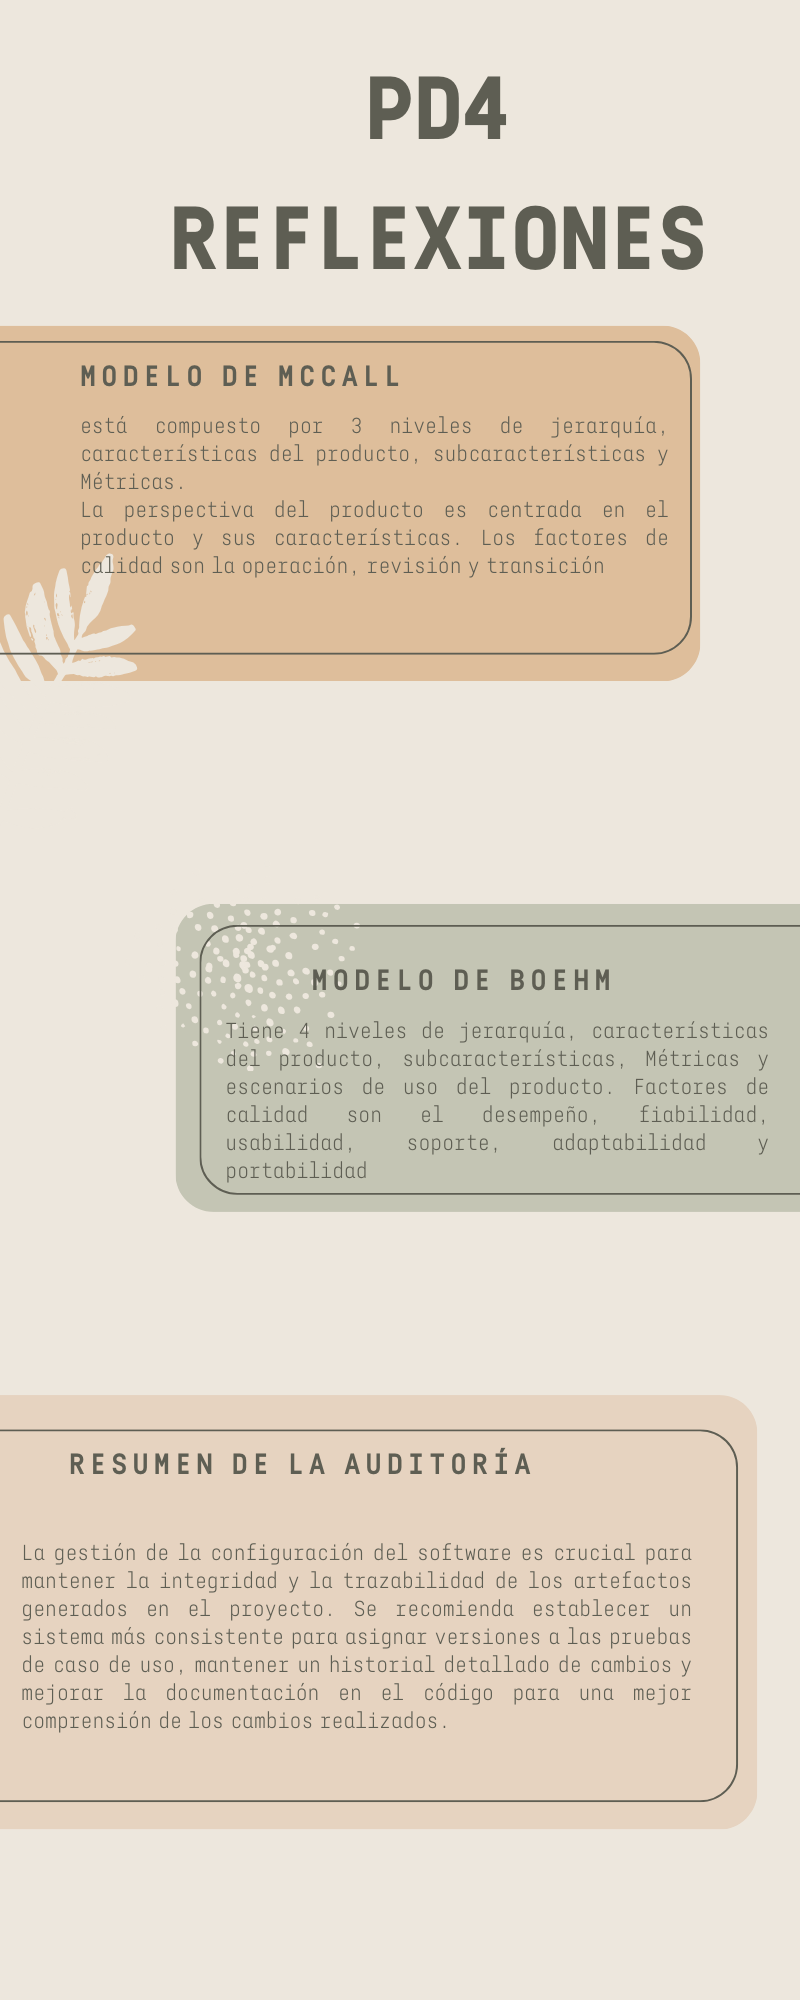 PD4
REFLEXIONES
MODELO DE MCCALL
está compuesto por 3 niveles de jerarquía,
características del producto, subcaracterísticas y
Métricas.
La perspectiva del producto es centrada en el
producto y sus características. Los factores de
calidad son la operación, revisión y transición
MODELO DE BOEHM
Tiene 4 niveles de jerarquía, características
del producto, subcaracterísticas, Métricas y
escenarios de uso del producto. Factores de
calidad son el desempeño, fiabilidad,
usabilidad, soporte, adaptabilidad y
portabilidad
RESUMEN DE LA AUDITORÍA
La gestión de la configuración del software es crucial para
mantener la integridad y la trazabilidad de los artefactos
generados en el proyecto. Se recomienda establecer un
sistema más consistente para asignar versiones a las pruebas
de caso de uso, mantener un historial detallado de cambios y
mejorar la documentación en el código para una mejor
comprensión de los cambios realizados.